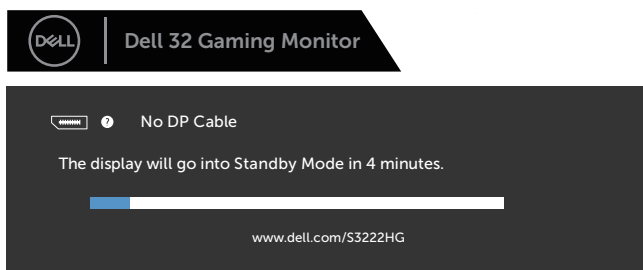 DELL
Dell 32 Gaming Monitor
? No DP Cable
The display will go into Standby Mode in 4 minutes.
www.dell.com/S3222HG